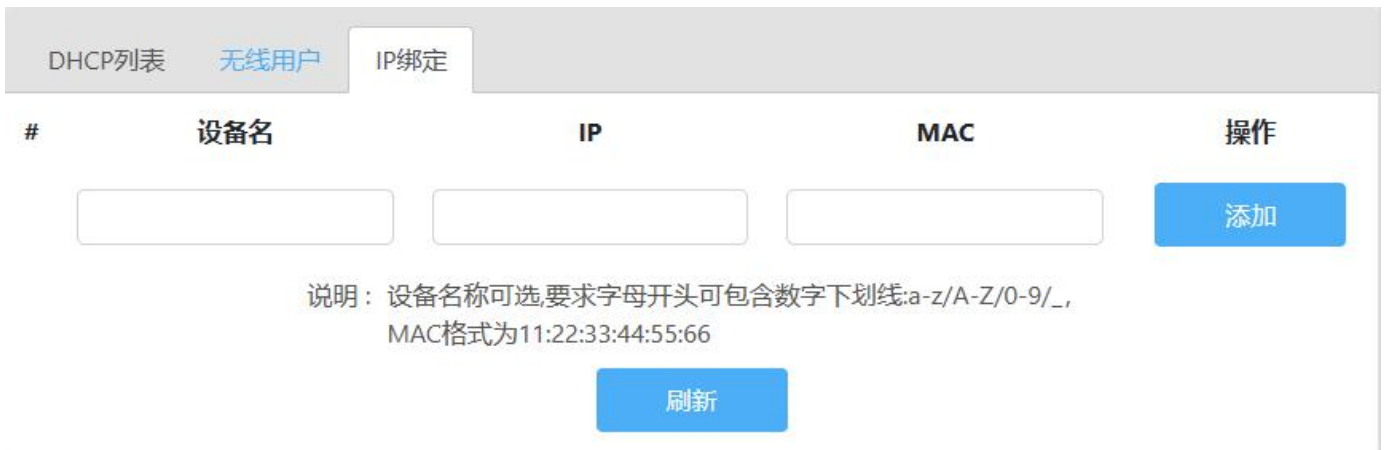 DHCP列表 无线用户 IP绑定
# 设备名 IP MAC 操作
添加
说明： 设备名称可选,要求字母开头可包含数字下划线:a-z/A-Z/0-9/_,
MAC格式为11:22:33:44:55:66
刷新